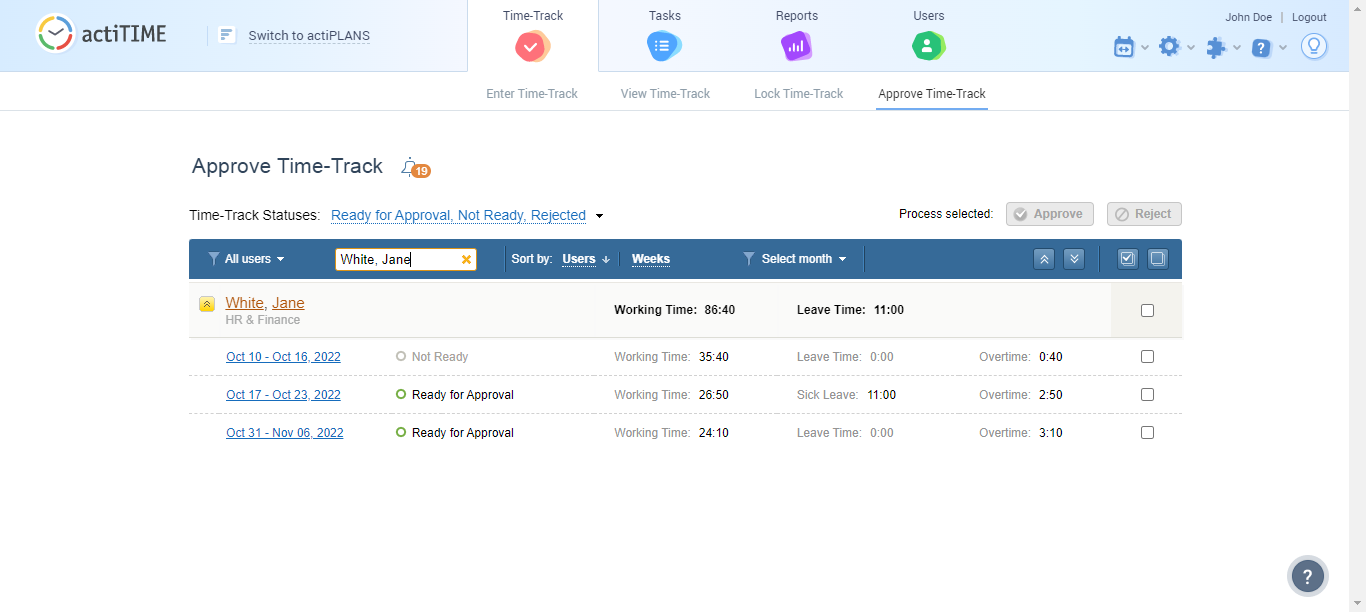 actiTIME
Switch to actiPLANS
Time-Track
Tasks
Reports
Users
John Doe | Logout
Enter Time-Track
View Time-Track
Lock Time-Track
Approve Time-Track
Approve Time-Track
19
Time-Track Statuses: Ready for Approval, Not Ready, Rejected
Process selected: Approve Reject
All users White, Jane Sort by: Users Weeks Select month
White, Jane Working Time: 86:40 Leave Time: 11:00
HR & Finance
Oct 10 - Oct 16, 2022 Not Ready Working Time: 35:40 Leave Time: 0:00 Overtime: 0:40
Oct 17 - Oct 23, 2022 Ready for Approval Working Time: 26:50 Sick Leave: 11:00 Overtime: 2:50
Oct 31 - Nov 06, 2022 Ready for Approval Working Time: 24:10 Leave Time: 0:00 Overtime: 3:10
?